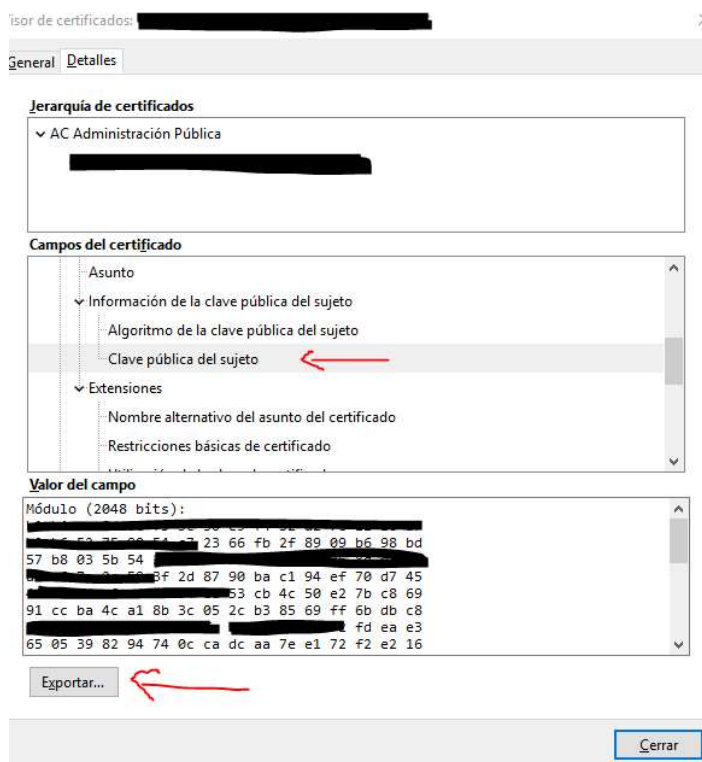 isor de certificados:
General Detalles
Jerarquía de certificados
AC Administración Pública
Campos del certificado
Asunto
Información de la clave pública del sujeto
Algoritmo de la clave pública del sujeto
Clave pública del sujeto
Extensiones
Nombre alternativo del asunto del certificado
Restricciones básicas de certificado
Valor del campo
Módulo (2048 bits):
23 66 fb 2f 89 09 b6 98 bd
57 b8 03 5b 54
3f 2d 87 90 ba c1 94 ef 70 d7 45
53 cb 4c 50 e2 7b c8 69
91 cc ba 4c a1 8b 3c 05 2c b3 85 69 ff 6b db c8
fd ea e3
65 05 39 82 94 74 0c ca dc aa 7e e1 72 f2 e2 16
Exportar...
Cerrar